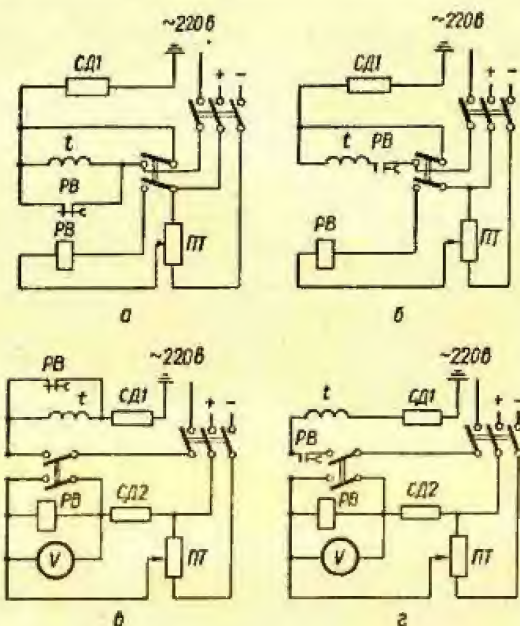 ~220в
СД1
+ −
t
РВ
РВ
ПТ
а
~220в
СД1
+ −
t
РВ
РВ
ПТ
б
~220в
РВ
t
СД1
+ −
РВ
СД2
V
ПТ
в
~220в
t
СД1
+ −
РВ
РВ
СД2
V
ПТ
г